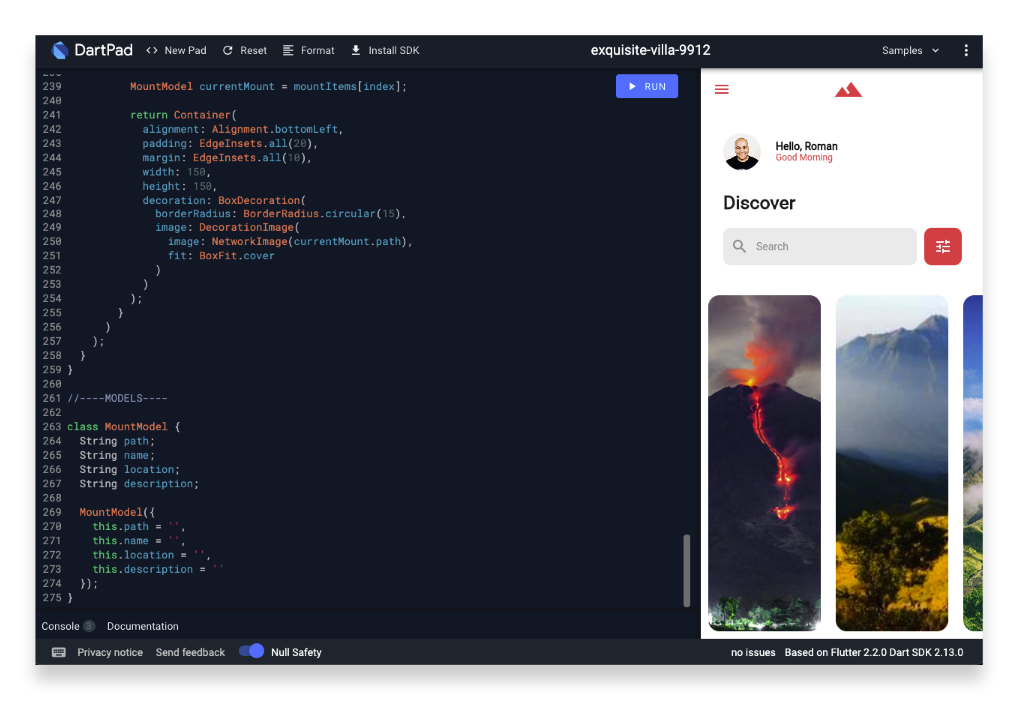 DartPad <> New Pad Reset Format Install SDK exquisite-villa-9912 Samples
239 MountModel currentMount = mountItems[index];
RUN
240
241 return Container(
242 alignment: Alignment.bottomLeft,
243 padding: EdgeInsets.all(20),
244 margin: EdgeInsets.all(10),
245 width: 150,
246 height: 150,
247 decoration: BoxDecoration(
248 borderRadius: BorderRadius.circular(15),
249 image: DecorationImage(
250 image: NetworkImage(currentMount.path),
251 fit: BoxFit.cover
252 )
253 )
254 );
255 }
256 )
257 );
258 }
259 }
260
261 //----MODELS----
262
263 class MountModel {
264 String path;
265 String name;
266 String location;
267 String description;
268
269 MountModel({
270 this.path = '',
271 this.name = '',
272 this.location = '',
273 this.description = ''
274 });
275 }
Hello, Roman
Good Morning
Discover
Search
Console 3 Documentation
Privacy notice Send feedback Null Safety no issues Based on Flutter 2.2.0 Dart SDK 2.13.0